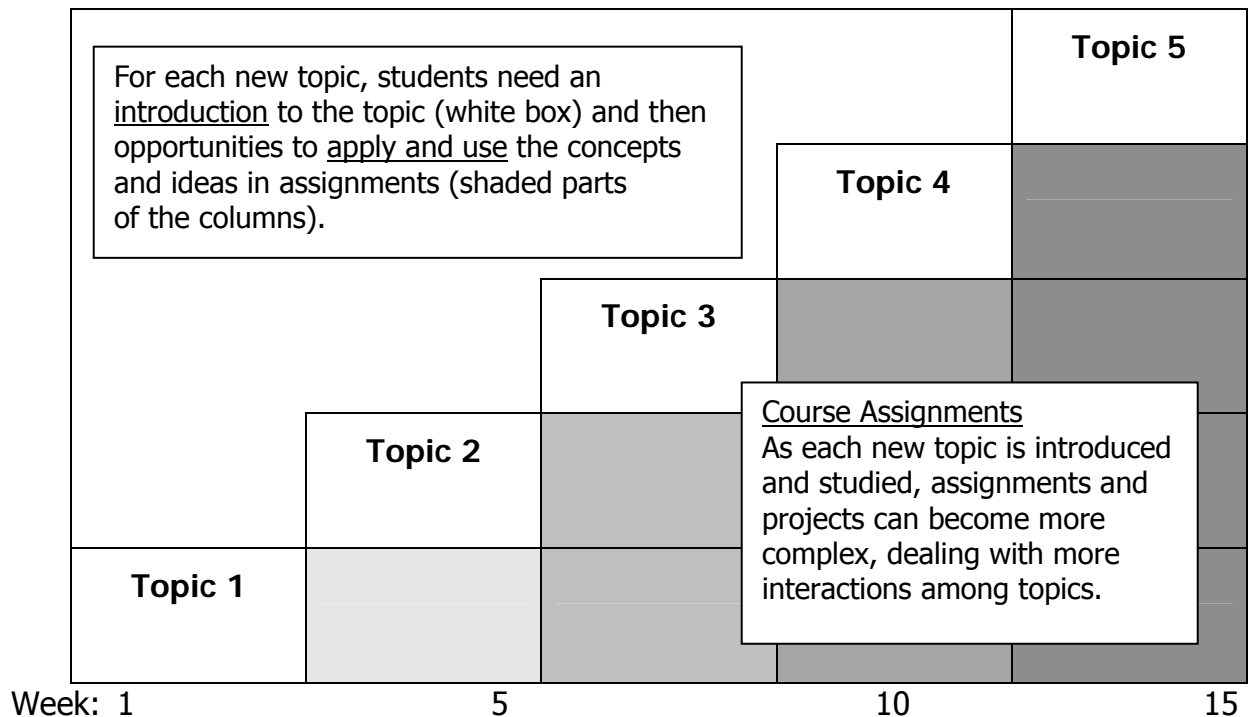 Topic 5
For each new topic, students need an
introduction to the topic (white box) and then
opportunities to apply and use the concepts
and ideas in assignments (shaded parts
of the columns).
Topic 4
Topic 3
Course Assignments
As each new topic is introduced
and studied, assignments and
projects can become more
complex, dealing with more
interactions among topics.
Topic 2
Topic 1
Week: 1 5 10 15